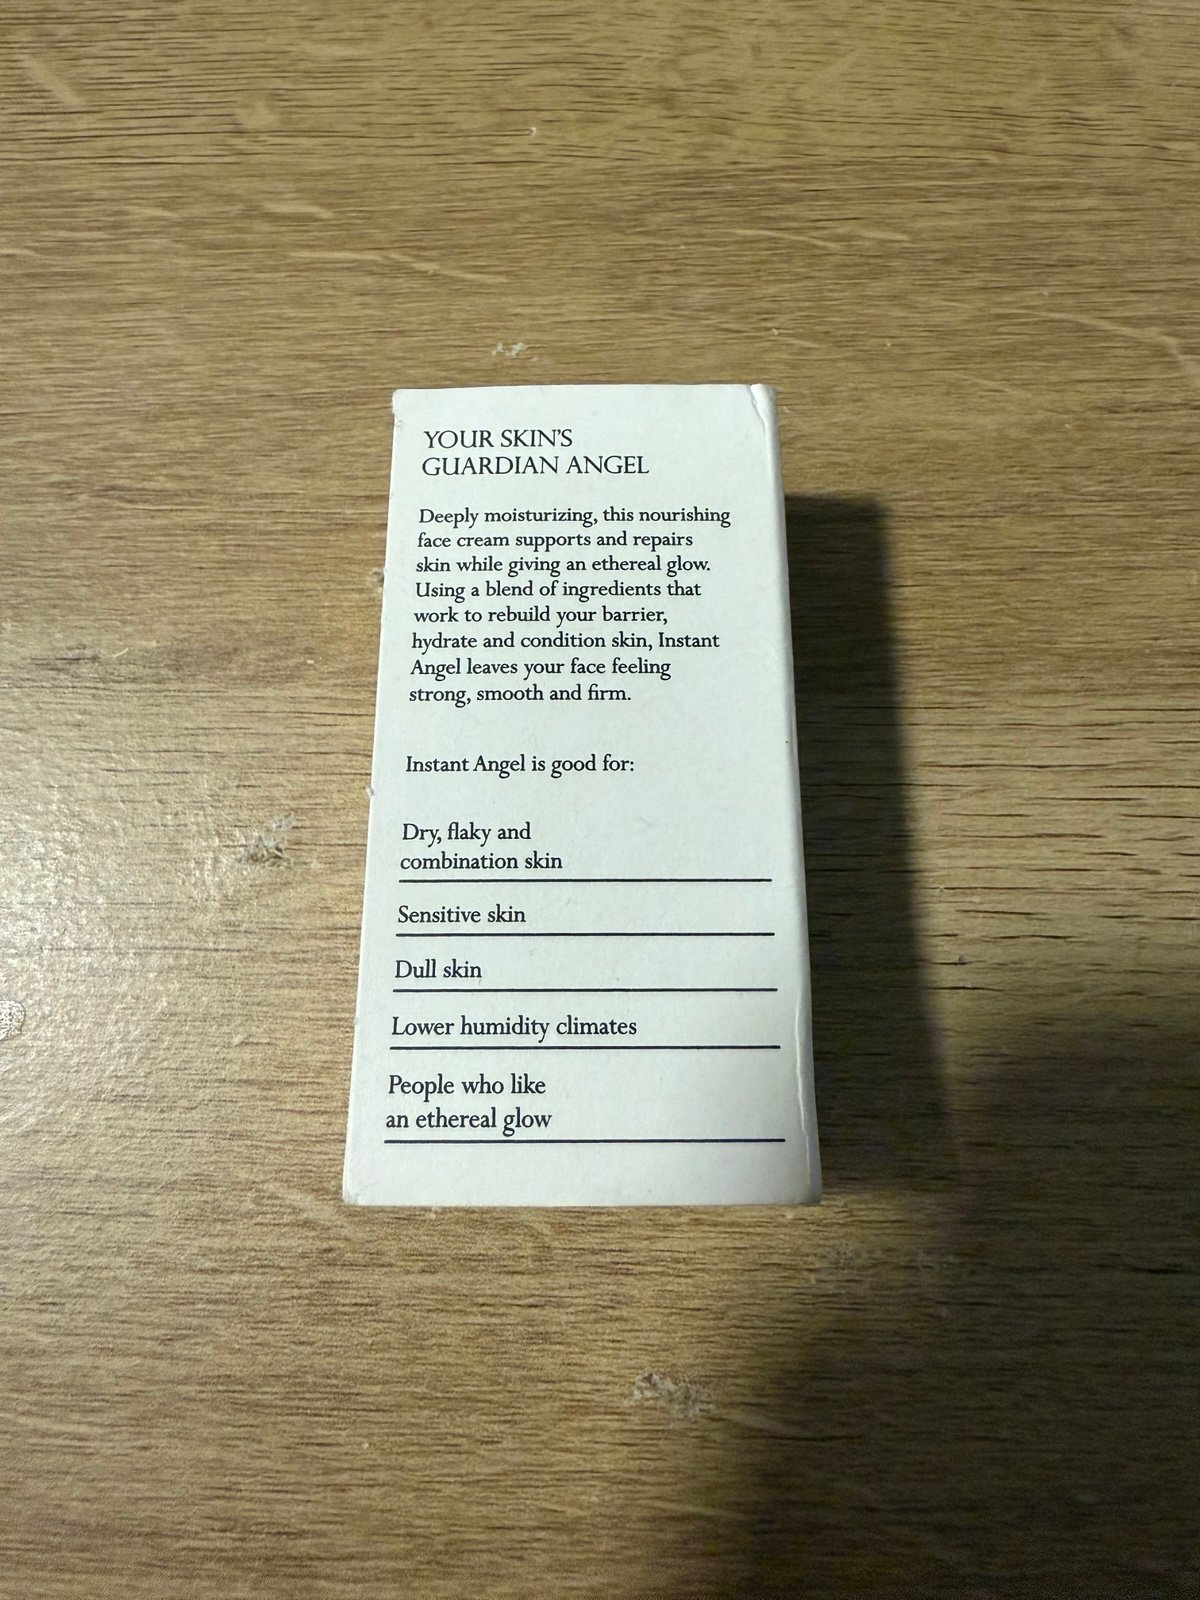 YOUR SKIN'S
GUARDIAN ANGEL
Deeply moisturizing, this nourishing
face cream supports and repairs
skin while giving an ethereal glow.
Using a blend of ingredients that
work to rebuild your barrier,
hydrate and condition skin, Instant
Angel leaves your face feeling
strong, smooth and firm.
Instant Angel is good for:
Dry, flaky and
combination skin
Sensitive skin
Dull skin
Lower humidity climates
People who like
an ethereal glow